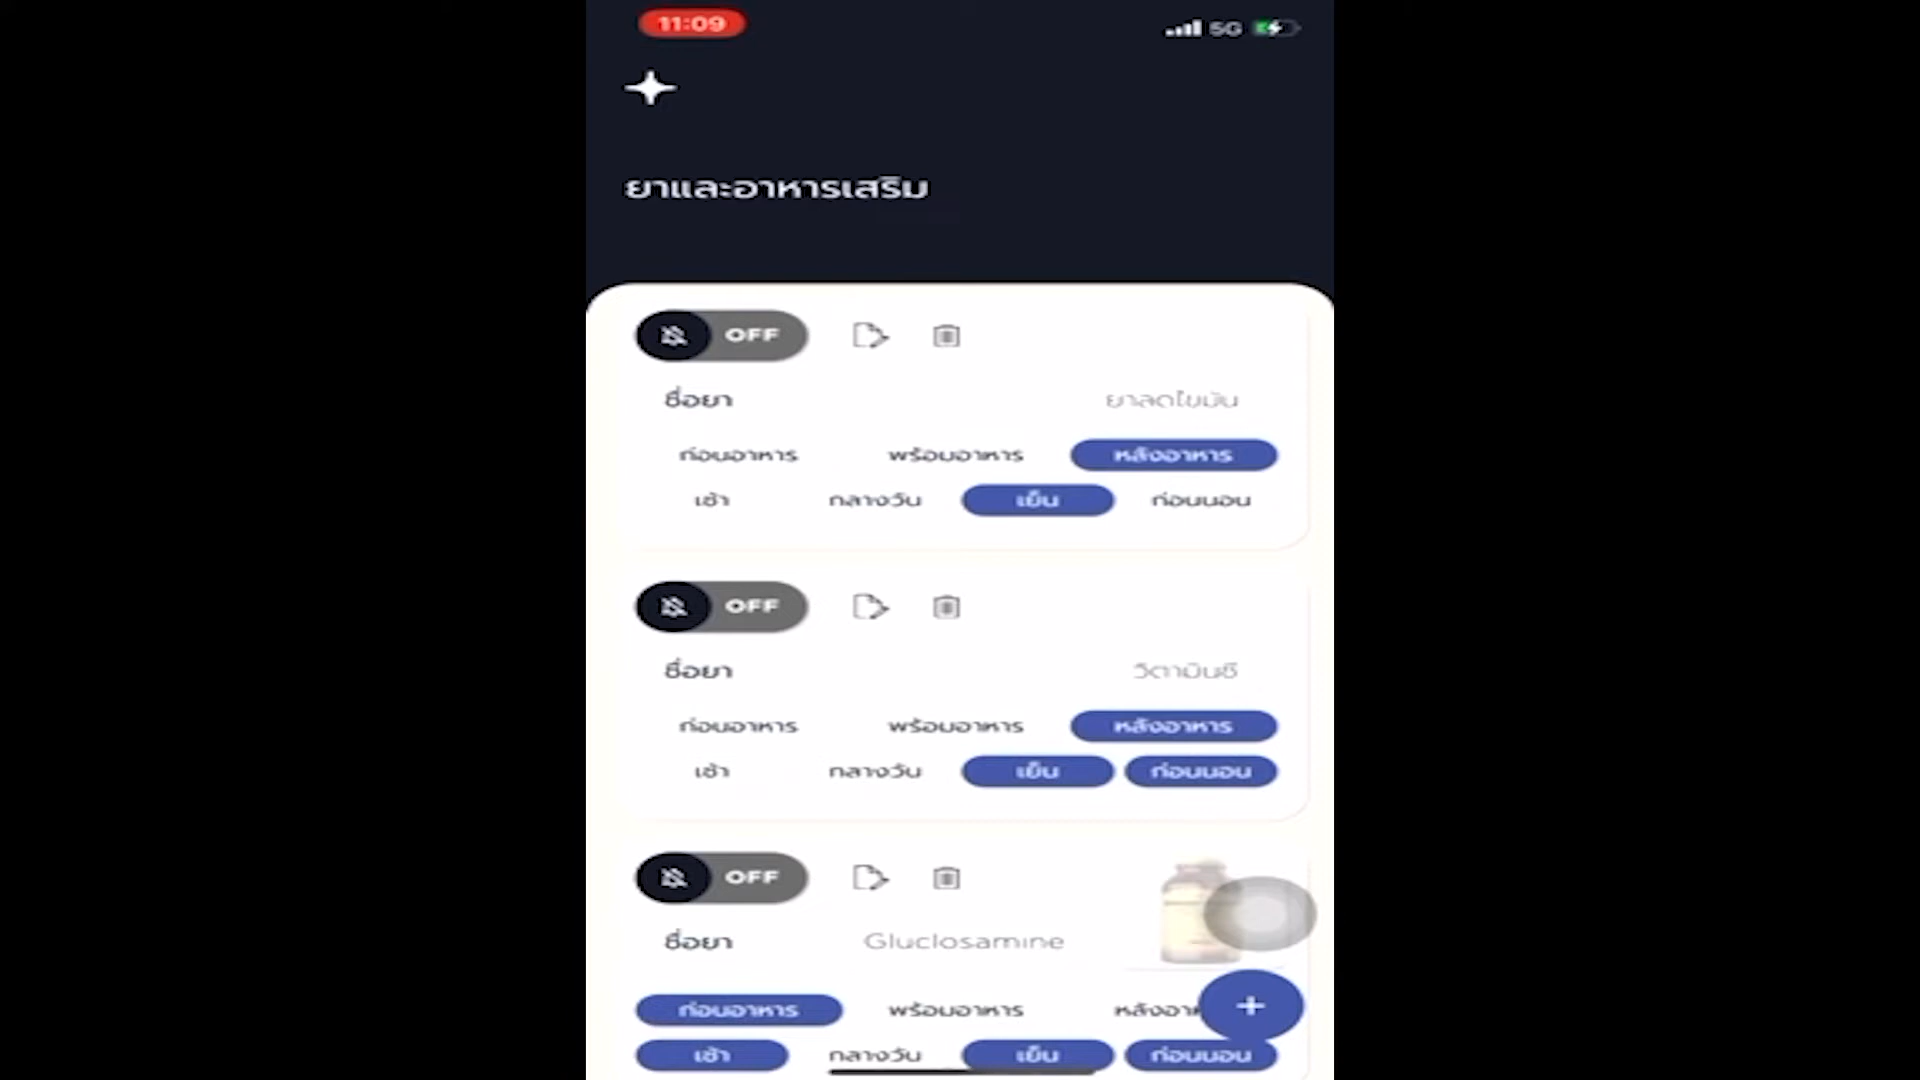 11:09 5G
ยาและอาหารเสริม
OFF
ชื่อยา ยาลดไขมัน
ก่อนอาหาร พร้อมอาหาร หลังอาหาร
เช้า กลางวัน เย็น ก่อนนอน
OFF
ชื่อยา วิตามินซี
ก่อนอาหาร พร้อมอาหาร หลังอาหาร
เช้า กลางวัน เย็น ก่อนนอน
OFF
ชื่อยา Gluclosamine
ก่อนอาหาร พร้อมอาหาร
เช้า กลางวัน เย็น ก่อนนอน